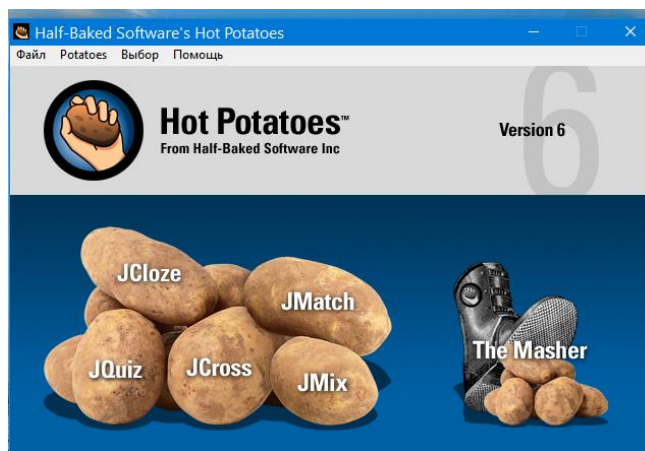 Half-Baked Software's Hot Potatoes
Файл Potatoes Выбор Помощь
Hot Potatoes™
From Half-Baked Software Inc
Version 6
6
JCloze
JMatch
JQuiz
JCross
JMix
The Masher